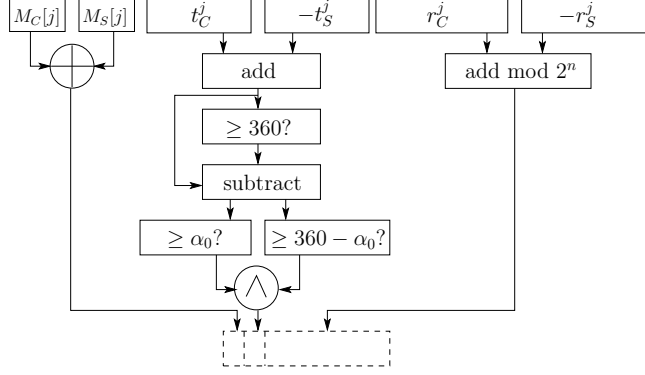 M_C[j] M_S[j] t_C^j -t_S^j r_C^j -r_S^j
add add mod 2^n
≥ 360?
subtract
≥ α_0? ≥ 360 − α_0?
∧